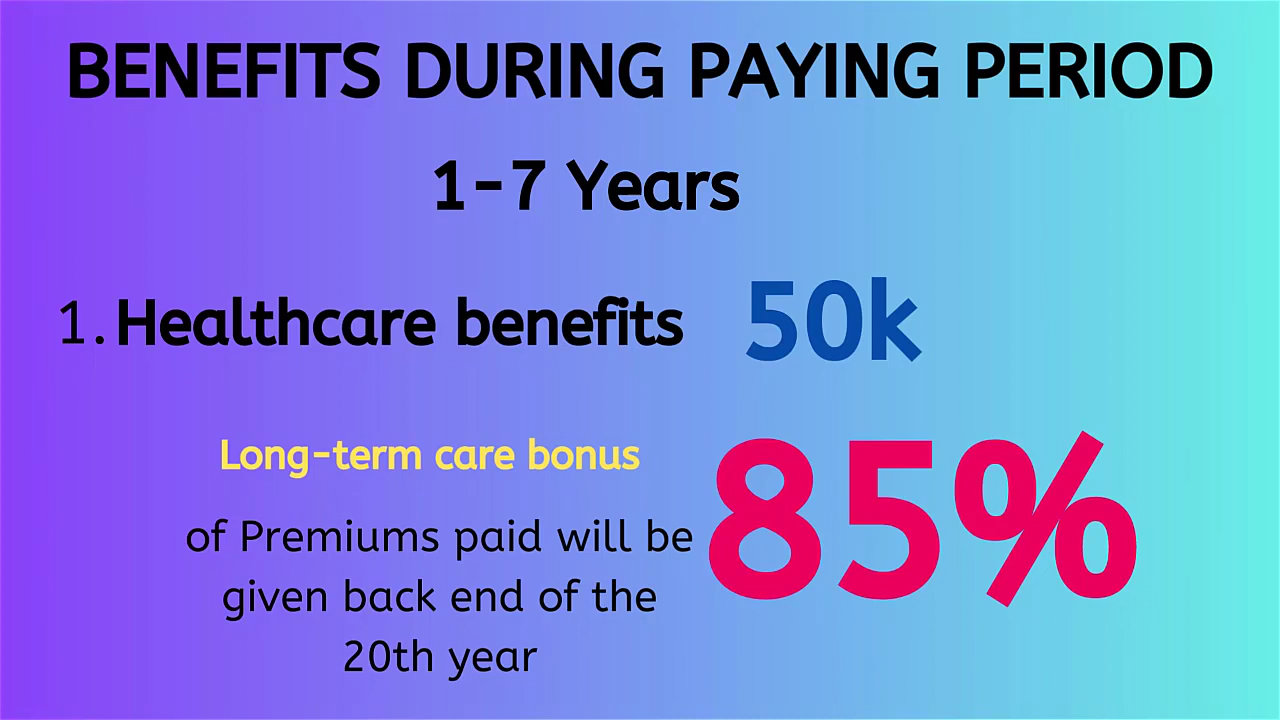 BENEFITS DURING PAYING PERIOD
1-7 Years
1. Healthcare benefits 50k
Long-term care bonus
85%
of Premiums paid will be
given back end of the
20th year